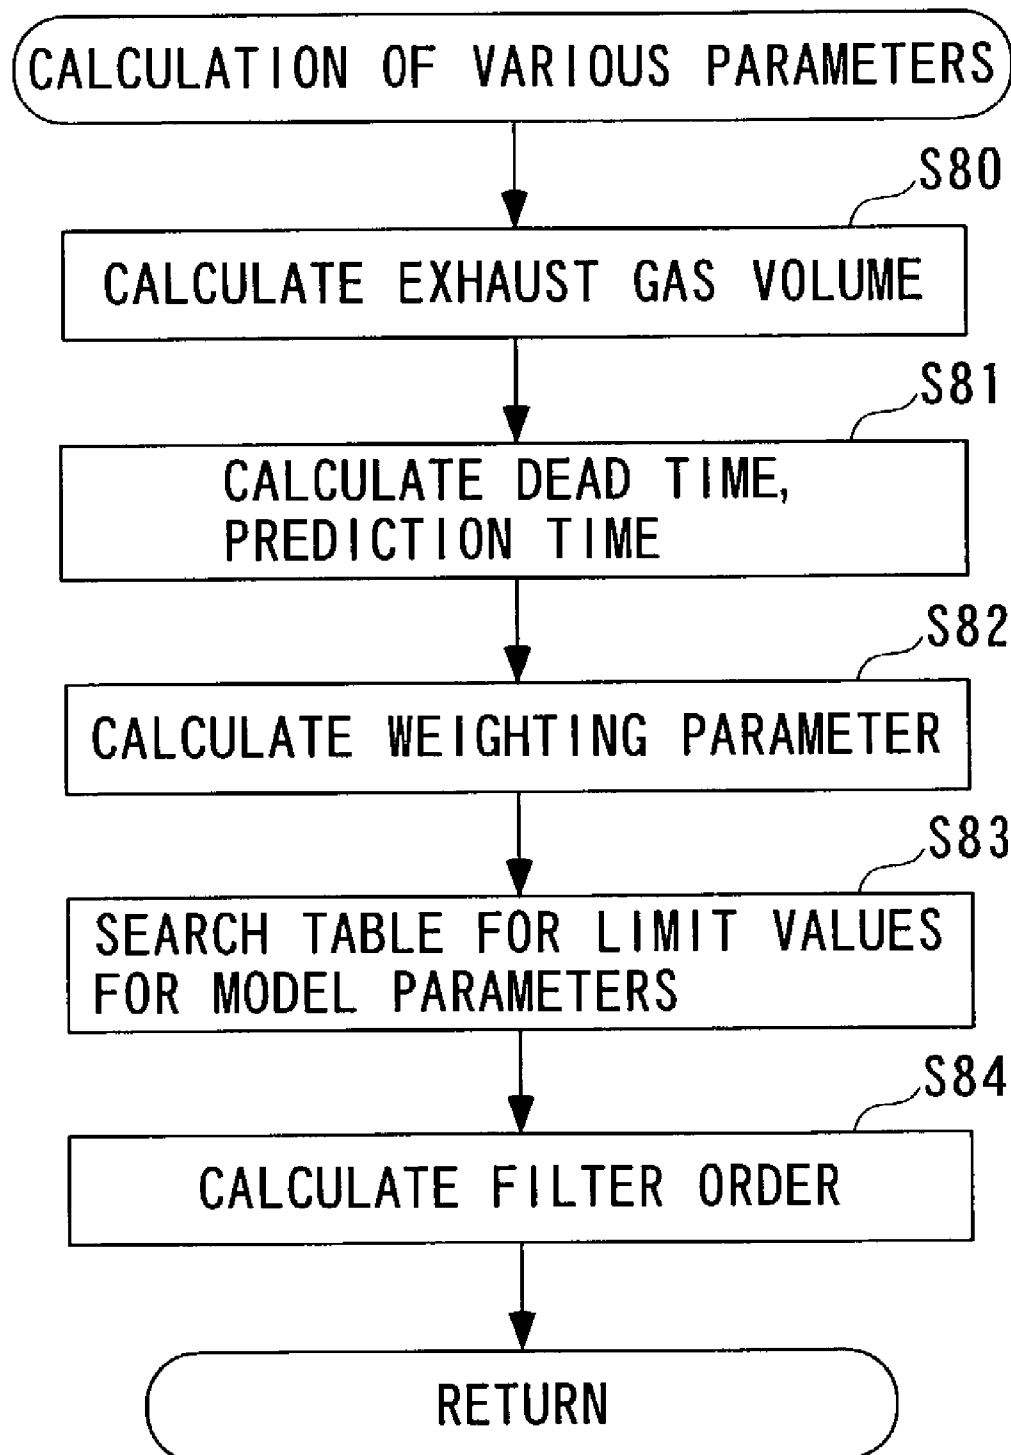 CALCULATION OF VARIOUS PARAMETERS
S80
CALCULATE EXHAUST GAS VOLUME
S81
CALCULATE DEAD TIME,
PREDICTION TIME
S82
CALCULATE WEIGHTING PARAMETER
S83
SEARCH TABLE FOR LIMIT VALUES
FOR MODEL PARAMETERS
S84
CALCULATE FILTER ORDER
RETURN